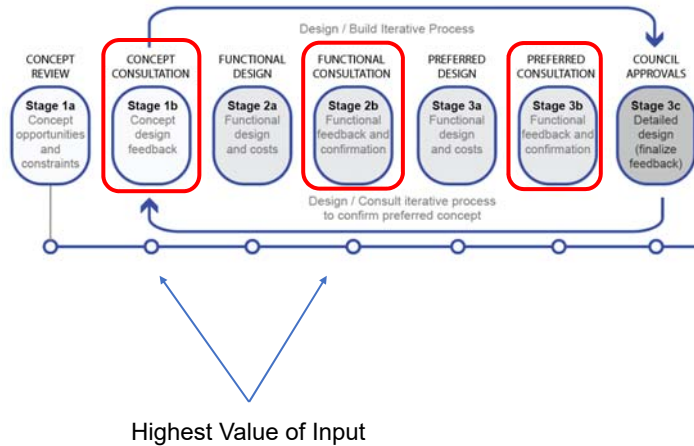 Design / Build Iterative Process
CONCEPT
REVIEW
CONCEPT
CONSULTATION
FUNCTIONAL
DESIGN
FUNCTIONAL
CONSULTATION
PREFERRED
DESIGN
PREFERRED
CONSULTATION
COUNCIL
APPROVALS
Stage 1a
Concept
opportunities
and
constraints
Stage 1b
Concept
design
feedback
Stage 2a
Functional
design
and costs
Stage 2b
Functional
feedback and
confirmation
Stage 3a
Functional
design
and costs
Stage 3b
Functional
feedback and
confirmation
Stage 3c
Detailed
design
(finalize
feedback)
Design / Consult iterative process
to confirm preferred concept
Highest Value of Input